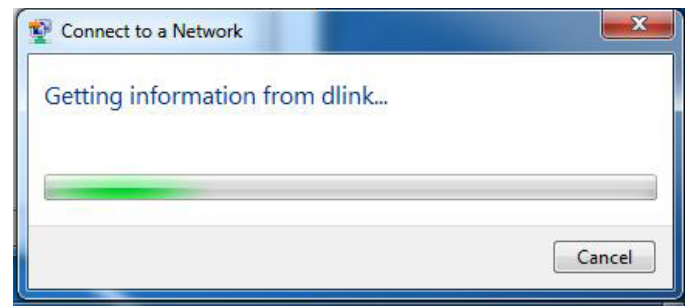 Connect to a Network
Getting information from dlink...
Cancel